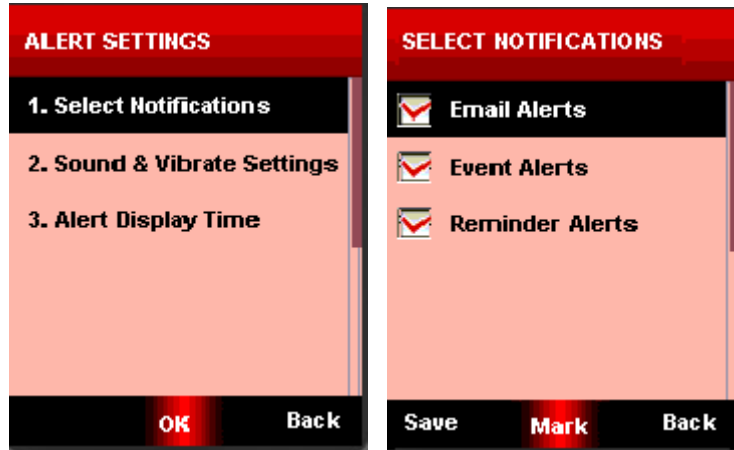 ALERT SETTINGS
1. Select Notifications
2. Sound & Vibrate Settings
3. Alert Display Time
OK Back
SELECT NOTIFICATIONS
Email Alerts
Event Alerts
Reminder Alerts
Save Mark Back